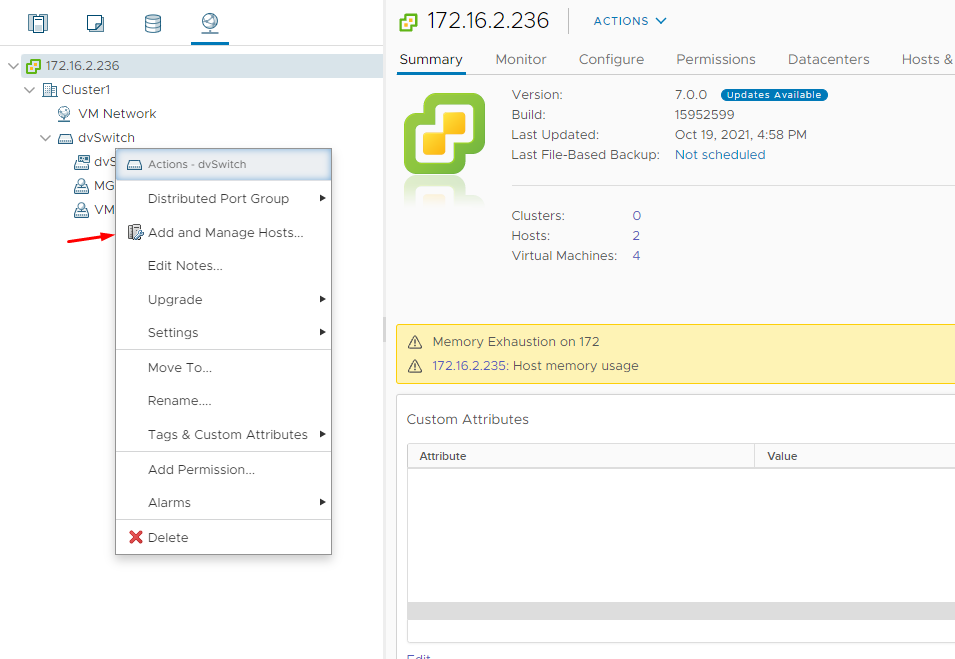 172.16.2.236
Cluster1
VM Network
dvSwitch
dvS
MG
VM
Actions - dvSwitch
Distributed Port Group
Add and Manage Hosts...
Edit Notes...
Upgrade
Settings
Move To...
Rename....
Tags & Custom Attributes
Add Permission...
Alarms
Delete
172.16.2.236 ACTIONS
Summary Monitor Configure Permissions Datacenters Hosts &
Version: 7.0.0 Updates Available
Build: 15952599
Last Updated: Oct 19, 2021, 4:58 PM
Last File-Based Backup: Not scheduled
Clusters: 0
Hosts: 2
Virtual Machines: 4
Memory Exhaustion on 172
172.16.2.235: Host memory usage
Custom Attributes
Attribute Value
Edit